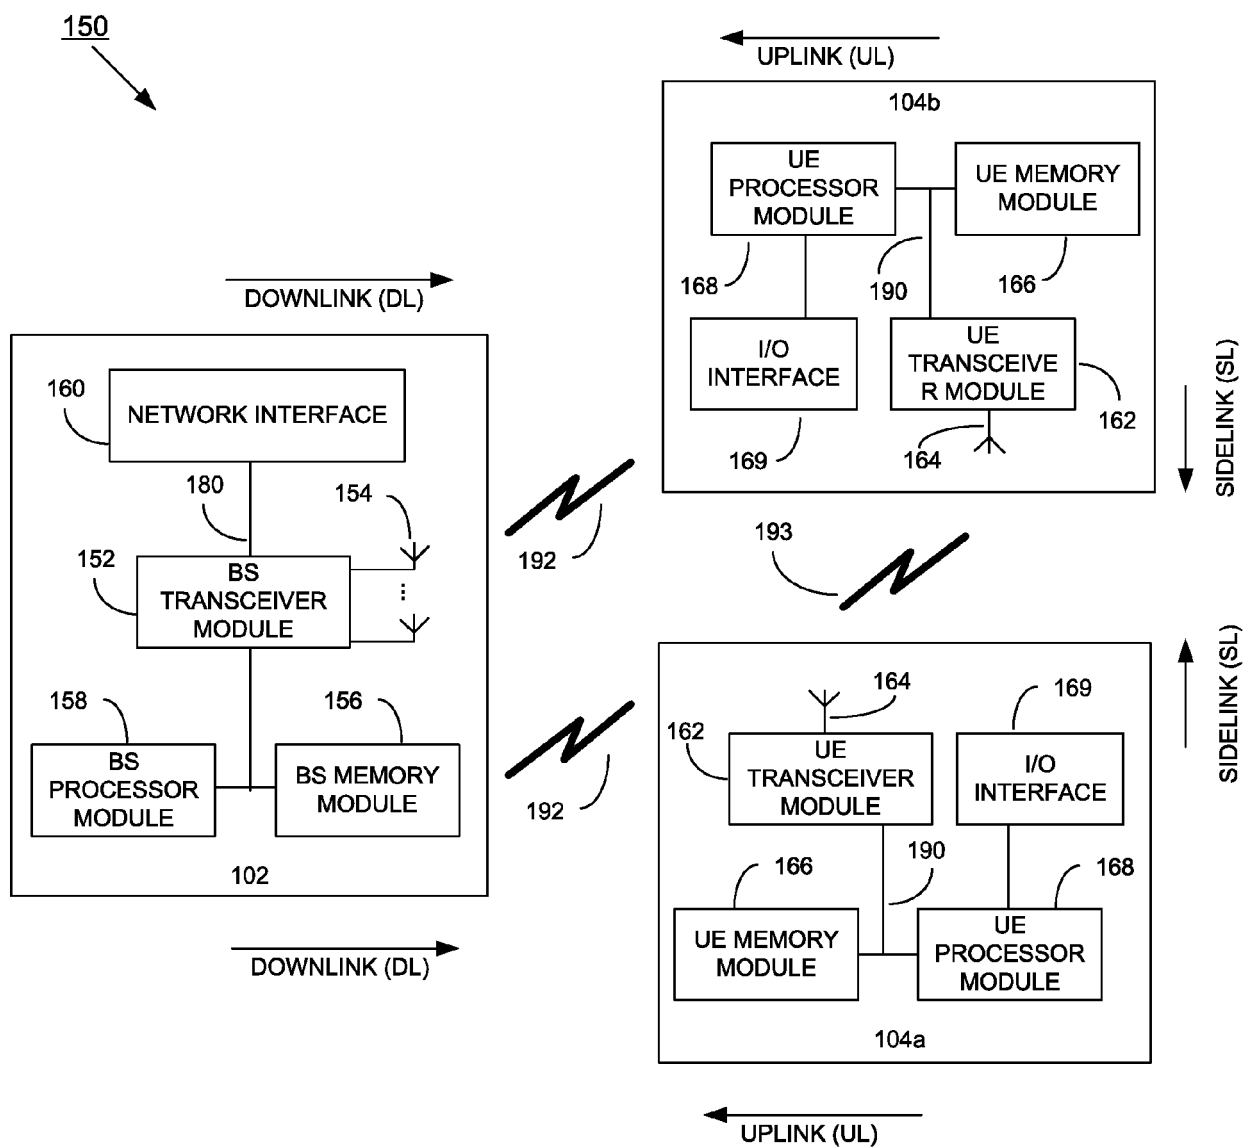 150
UPLINK (UL)
104b
UE
PROCESSOR
MODULE
UE MEMORY
MODULE
168
190
166
DOWNLINK (DL)
I/O
INTERFACE
UE
TRANSCEIVE
R MODULE
169
164
162
SIDELINK (SL)
160
NETWORK INTERFACE
180
154
152
BS
TRANSCEIVER
MODULE
...
192
193
158
156
BS
PROCESSOR
MODULE
BS MEMORY
MODULE
102
192
164
169
162
UE
TRANSCEIVER
MODULE
I/O
INTERFACE
SIDELINK (SL)
166
190
168
UE MEMORY
MODULE
UE
PROCESSOR
MODULE
104a
DOWNLINK (DL)
UPLINK (UL)